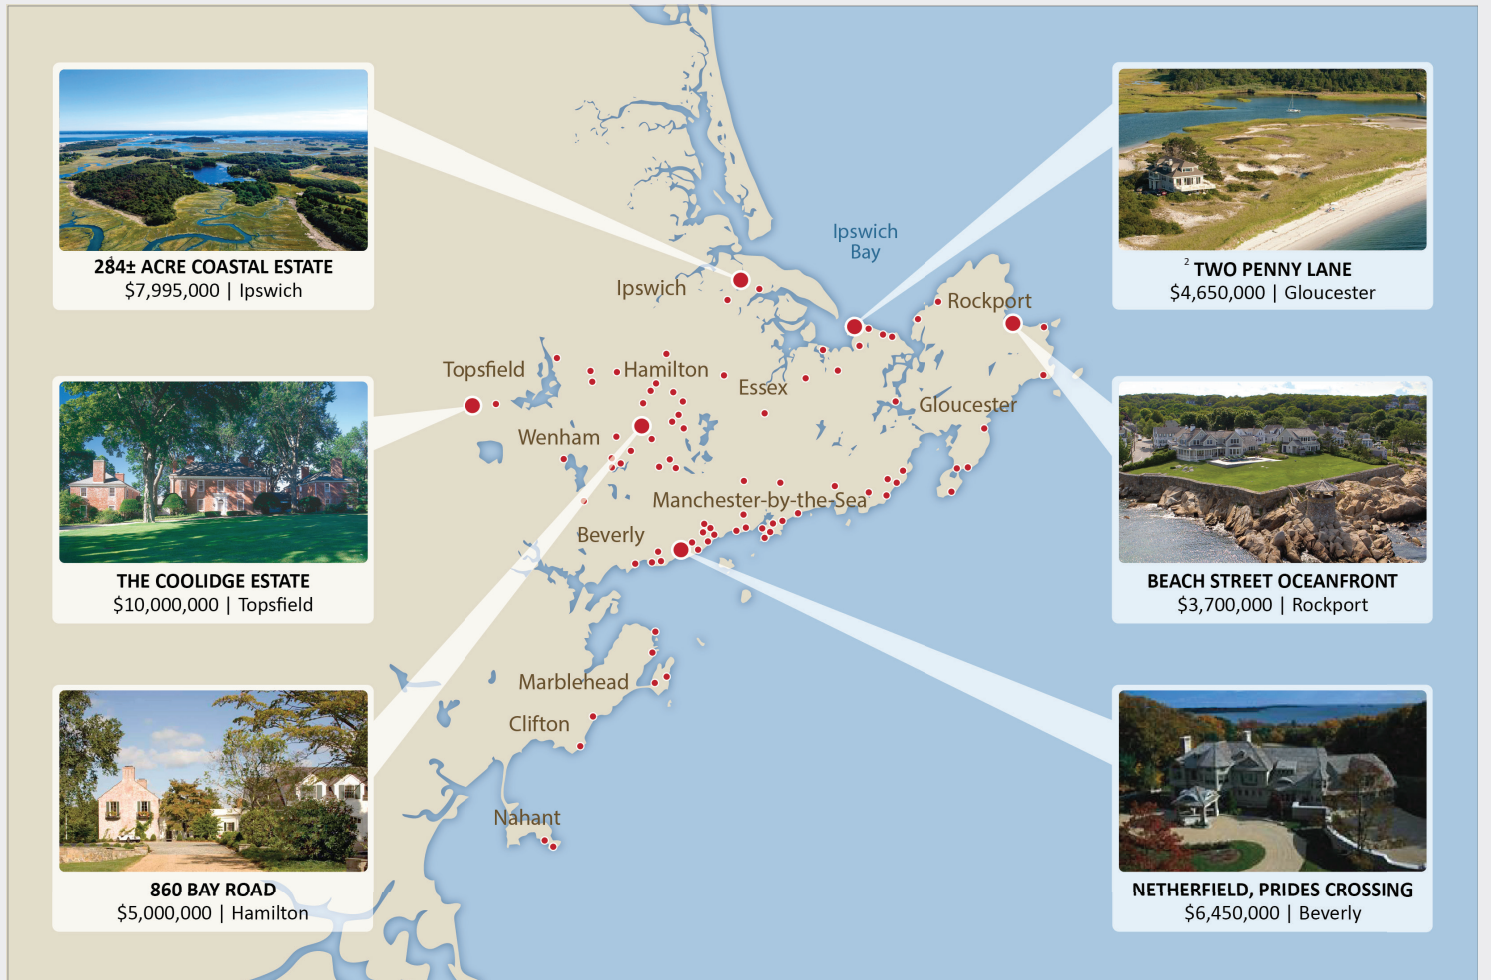 284± ACRE COASTAL ESTATE
$7,995,000 | Ipswich
THE COOLIDGE ESTATE
$10,000,000 | Topsfield
860 BAY ROAD
$5,000,000 | Hamilton
Ipswich
Bay
Ipswich
Rockport
Topsfield
Hamilton
Essex
Gloucester
Wenham
Manchester-by-the-Sea
Beverly
Marblehead
Clifton
Nahant
2 TWO PENNY LANE
$4,650,000 | Gloucester
BEACH STREET OCEANFRONT
$3,700,000 | Rockport
NETHERFIELD, PRIDES CROSSING
$6,450,000 | Beverly